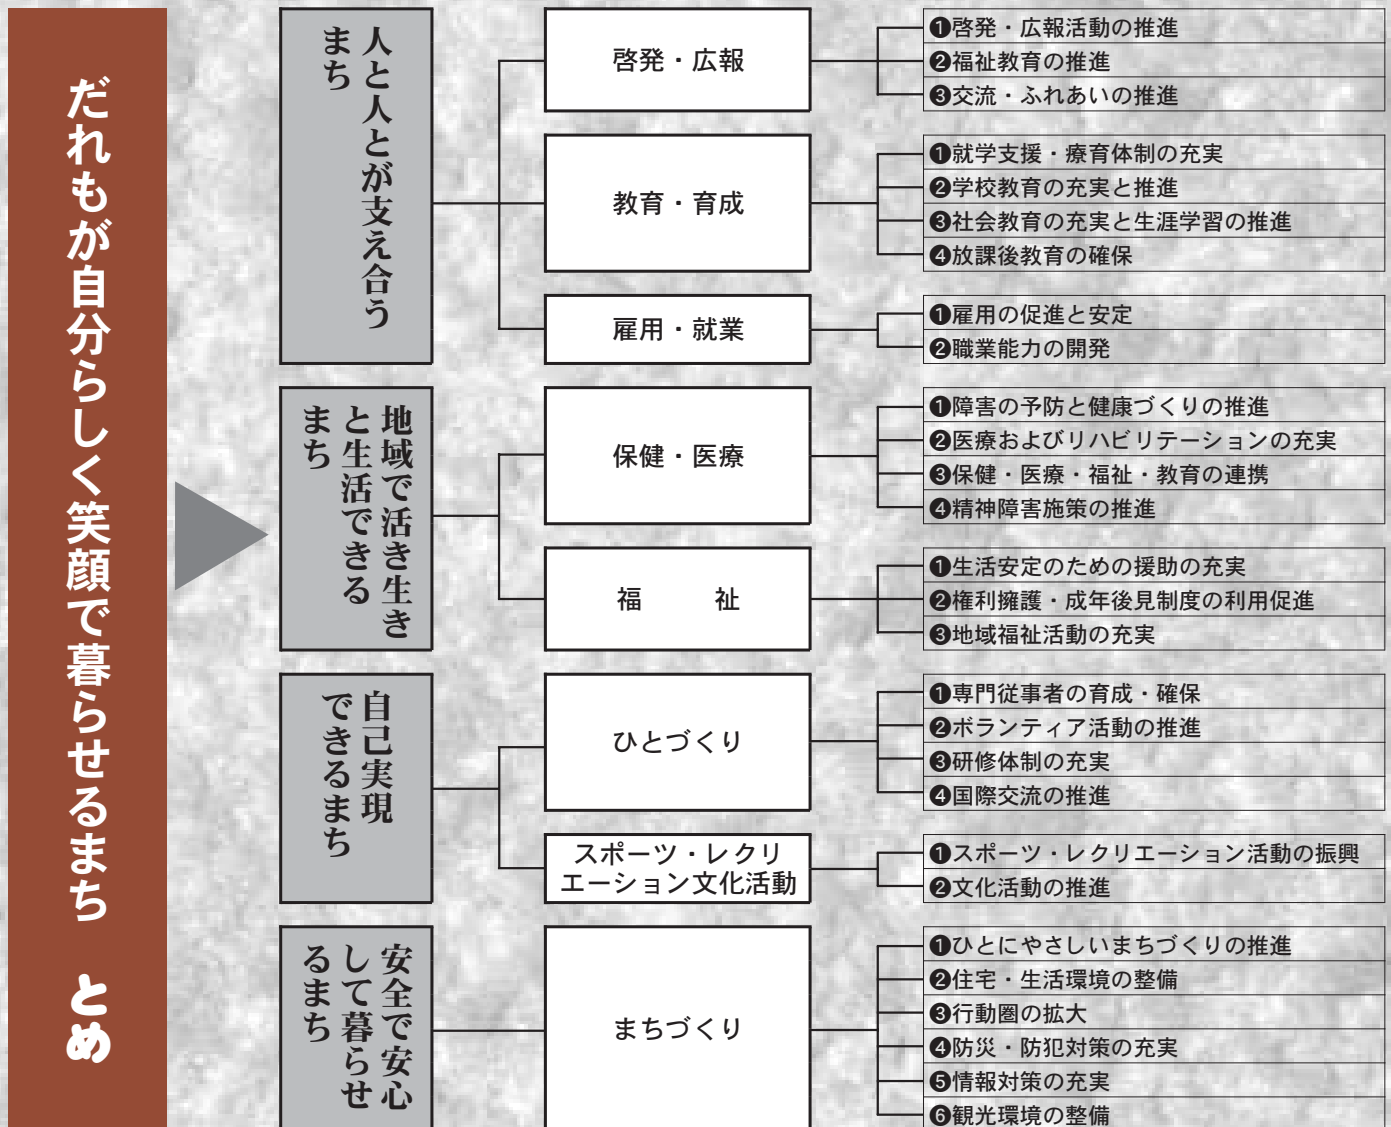 だれもが自分らしく笑顔で暮らせるまち とめ
人と人とが支え合う
まち
啓発・広報
❶啓発・広報活動の推進
❷福祉教育の推進
❸交流・ふれあいの推進
教育・育成
❶就学支援・療育体制の充実
❷学校教育の充実と推進
❸社会教育の充実と生涯学習の推進
❹放課後教育の確保
雇用・就業
❶雇用の促進と安定
❷職業能力の開発
地域で活き生き
と生活できる
まち
保健・医療
❶障害の予防と健康づくりの推進
❷医療およびリハビリテーションの充実
❸保健・医療・福祉・教育の連携
❹精神障害施策の推進
福　　祉
❶生活安定のための援助の充実
❷権利擁護・成年後見制度の利用促進
❸地域福祉活動の充実
自己実現
できるまち
ひとづくり
❶専門従事者の育成・確保
❷ボランティア活動の推進
❸研修体制の充実
❹国際交流の推進
スポーツ・レクリ
エーション文化活動
❶スポーツ・レクリエーション活動の振興
❷文化活動の推進
安全で安心
して暮らせ
るまち
まちづくり
❶ひとにやさしいまちづくりの推進
❷住宅・生活環境の整備
❸行動圏の拡大
❹防災・防犯対策の充実
❺情報対策の充実
❻観光環境の整備